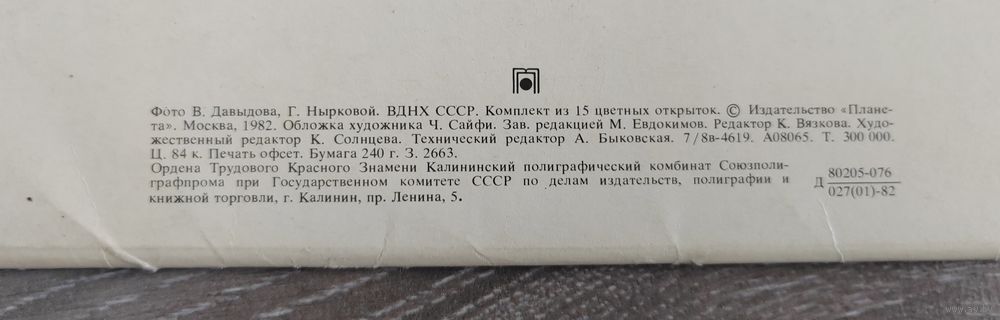 Фото В. Давыдова, Г. Нырковой. ВДНХ СССР. Комплект из 15 цветных открыток. © Издательство «Плане-
та». Москва, 1982. Обложка художника Ч. Сайфи. Зав. редакцией М. Евдокимов. Редактор К. Вязкова. Худо-
жественный редактор К. Солнцева. Технический редактор А. Быковская. 7/8в-4619. А08065. Т. 300 000.
Ц. 84 к. Печать офсет. Бумага 240 г. З. 2663.
Ордена Трудового Красного Знамени Калининский полиграфический комбинат Союзполи-
графпрома при Государственном комитете СССР по делам издательств, полиграфии и
книжной торговли, г. Калинин, пр. Ленина, 5.
Д 80205-076
027(01)-82